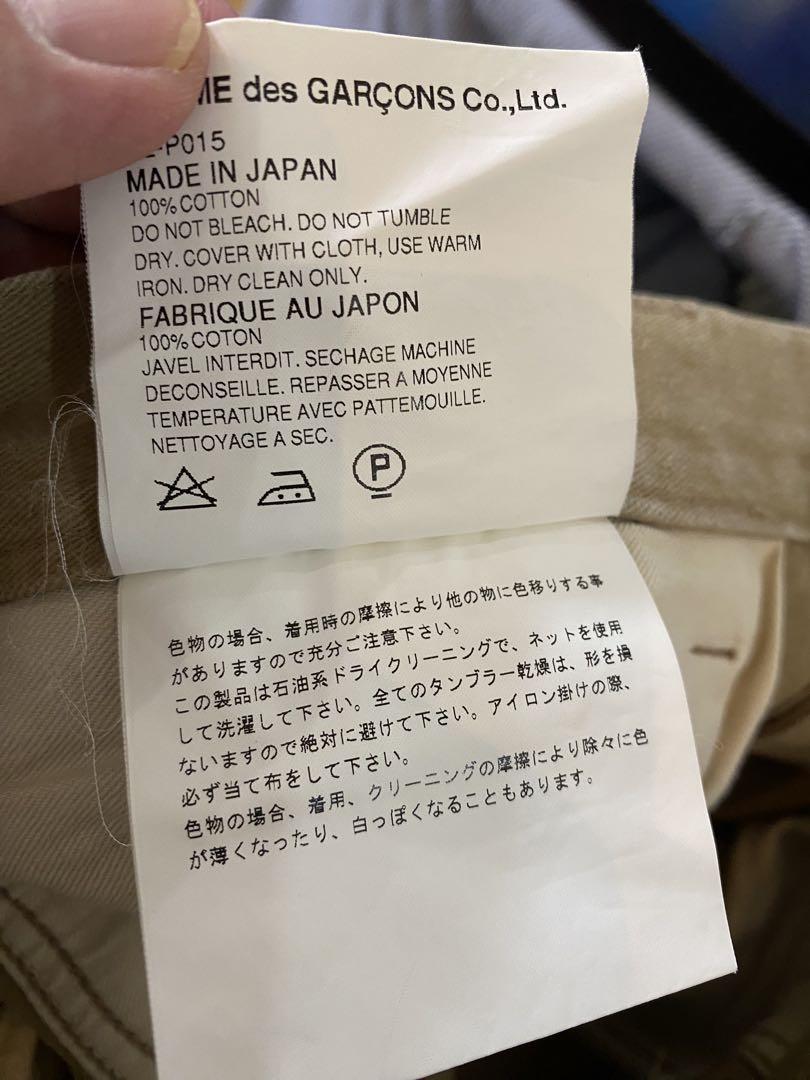 ME des GARÇONS Co.,Ltd.
-P015
MADE IN JAPAN
100% COTTON
DO NOT BLEACH. DO NOT TUMBLE
DRY. COVER WITH CLOTH, USE WARM
IRON. DRY CLEAN ONLY.
FABRIQUE AU JAPON
100% COTON
JAVEL INTERDIT. SECHAGE MACHINE
DECONSEILLE. REPASSER A MOYENNE
TEMPERATURE AVEC PATTEMOUILLE.
NETTOYAGE A SEC.
P
色物の場合、着用時の摩擦により他の物に色移りする事
がありますので充分ご注意下さい。
この製品は石油系ドライクリーニングで、ネットを使用
して洗濯して下さい。全てのタンブラー乾燥は、形を損
ないますので絶対に避けて下さい。アイロン掛けの際、
必ず当て布をして下さい。
色物の場合、着用、クリーニングの摩擦により除々に色
が薄くなったり、白っぽくなることもあります。